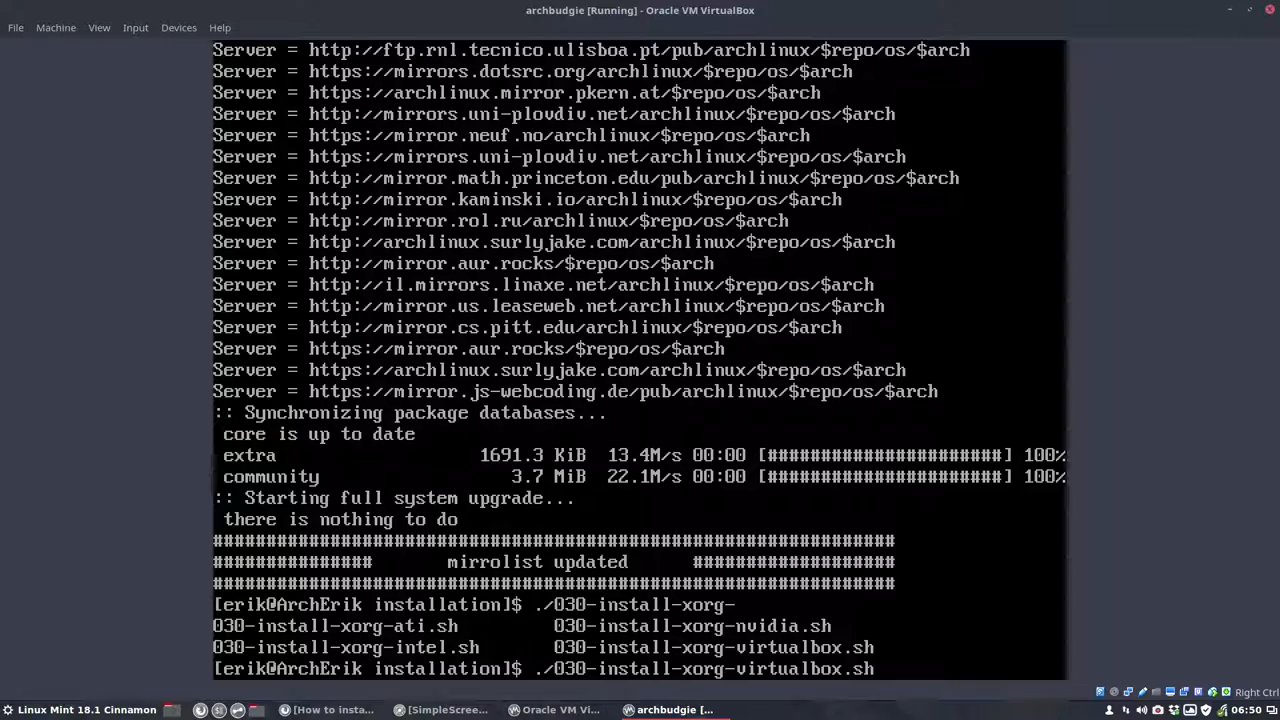 archbudgie [Running] - Oracle VM VirtualBox
File Machine View Input Devices Help
Server = http://ftp.rnl.tecnico.ulisboa.pt/pub/archlinux/$repo/os/$arch
Server = https://mirrors.dotsrc.org/archlinux/$repo/os/$arch
Server = https://archlinux.mirror.pkern.at/$repo/os/$arch
Server = http://mirrors.uni-plovdiv.net/archlinux/$repo/os/$arch
Server = http://mirror.neuf.no/archlinux/$repo/os/$arch
Server = https://mirrors.uni-plovdiv.net/archlinux/$repo/os/$arch
Server = http://mirror.math.princeton.edu/pub/archlinux/$repo/os/$arch
Server = http://mirror.kaminski.io/archlinux/$repo/os/$arch
Server = http://mirror.rol.ru/archlinux/$repo/os/$arch
Server = http://archlinux.surlyjake.com/archlinux/$repo/os/$arch
Server = http://mirror.aur.rocks/$repo/os/$arch
Server = http://il.mirrors.linaxe.net/archlinux/$repo/os/$arch
Server = http://mirror.us.leaseweb.net/archlinux/$repo/os/$arch
Server = http://mirror.cs.pitt.edu/archlinux/$repo/os/$arch
Server = https://mirror.aur.rocks/$repo/os/$arch
Server = https://archlinux.surlyjake.com/archlinux/$repo/os/$arch
Server = https://mirror.js-webcoding.de/pub/archlinux/$repo/os/$arch
:: Synchronizing package databases...
core is up to date
extra 1691.3 KiB 13.4M/s 00:00 [######################] 100%
community 3.7 MiB 22.1M/s 00:00 [######################] 100%
:: Starting full system upgrade...
there is nothing to do
################################################################
############### mirrolist updated ###################
################################################################
[erik@ArchErik installation]$ ./030-install-xorg-
030-install-xorg-ati.sh 030-install-xorg-nvidia.sh
030-install-xorg-intel.sh 030-install-xorg-virtualbox.sh
[erik@ArchErik installation]$ ./030-install-xorg-virtualbox.sh
Right Ctrl
Linux Mint 18.1 Cinnamon [How to insta... [SimpleScree... Oracle VM Vi... archbudgie [... 06:50